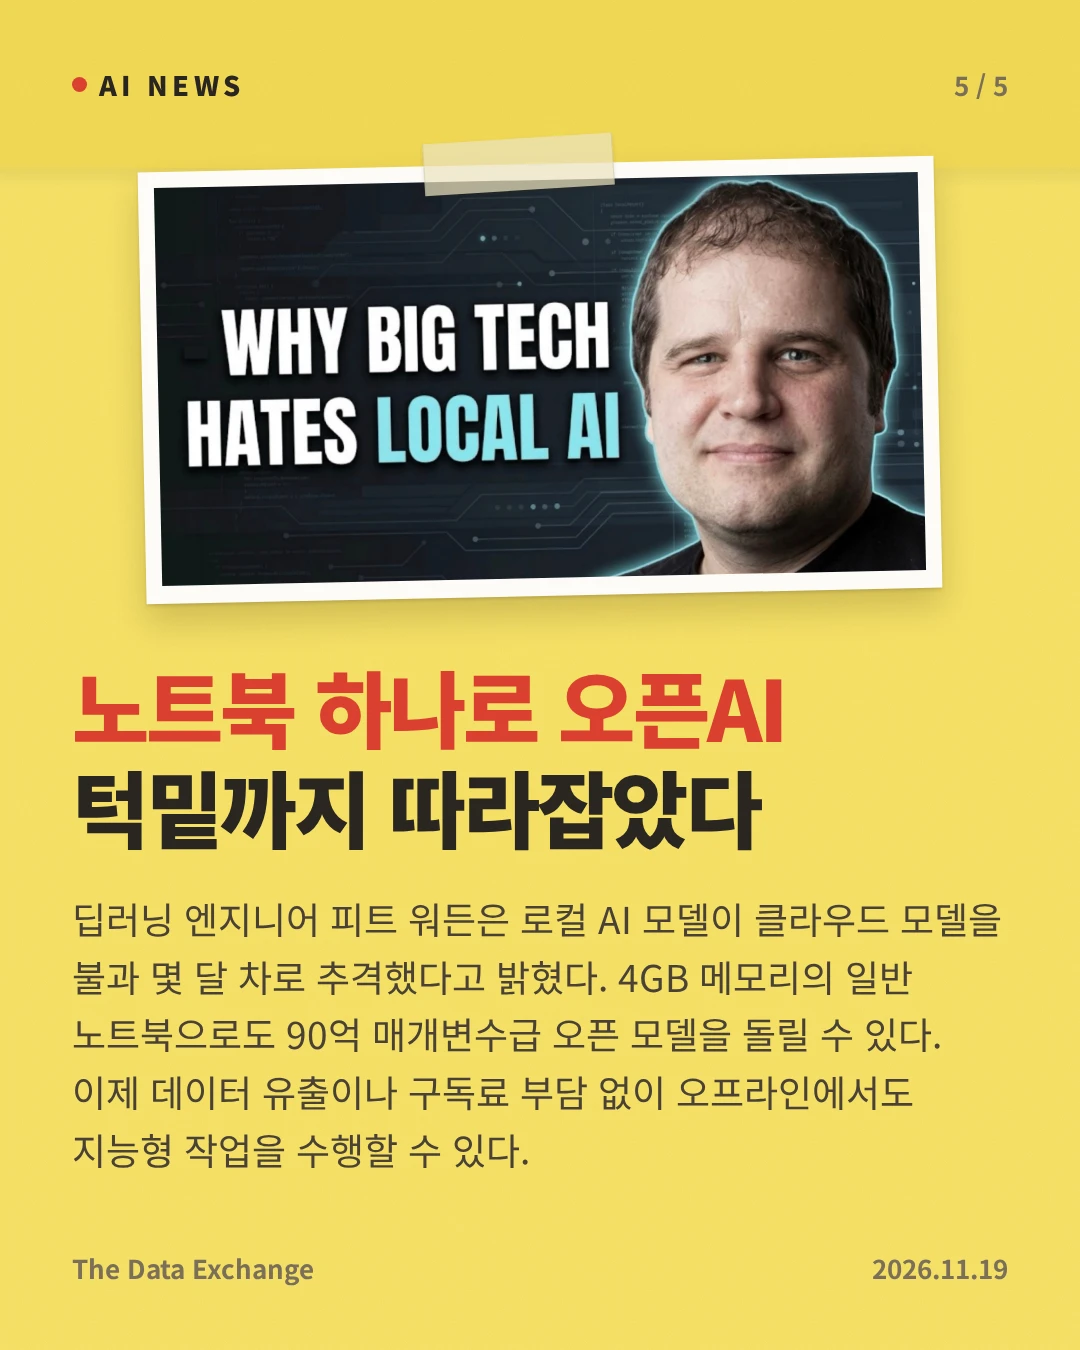 AI NEWS
5 / 5
WHY BIG TECH
HATES LOCAL AI
노트북 하나로 오픈AI
턱밑까지 따라잡았다
딥러닝 엔지니어 피트 워든은 로컬 AI 모델이 클라우드 모델을
불과 몇 달 차로 추격했다고 밝혔다. 4GB 메모리의 일반
노트북으로도 90억 매개변수급 오픈 모델을 돌릴 수 있다.
이제 데이터 유출이나 구독료 부담 없이 오프라인에서도
지능형 작업을 수행할 수 있다.
The Data Exchange
2026.11.19